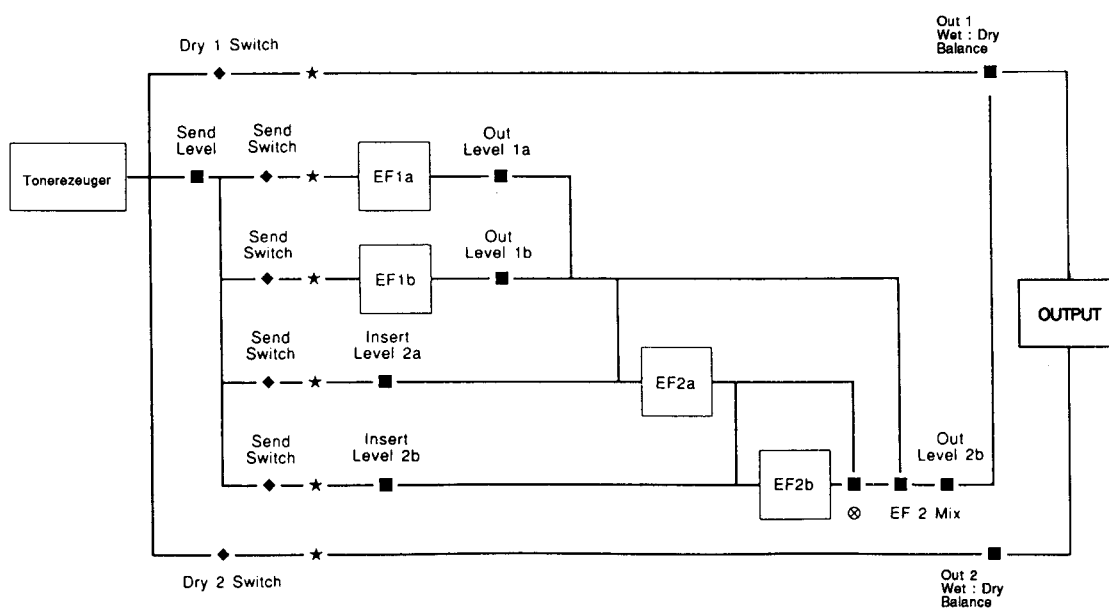 Out 1
Wet : Dry
Balance
Dry 1 Switch
Send
Level
Send
Switch
Out
Level 1a
Tonerezeuger
EF1a
Send
Switch
Out
Level 1b
EF1b
OUTPUT
Send
Switch
Insert
Level 2a
EF2a
Send
Switch
Insert
Level 2b
Out
Level 2b
EF2b
EF 2 Mix
Dry 2 Switch
Out 2
Wet : Dry
Balance